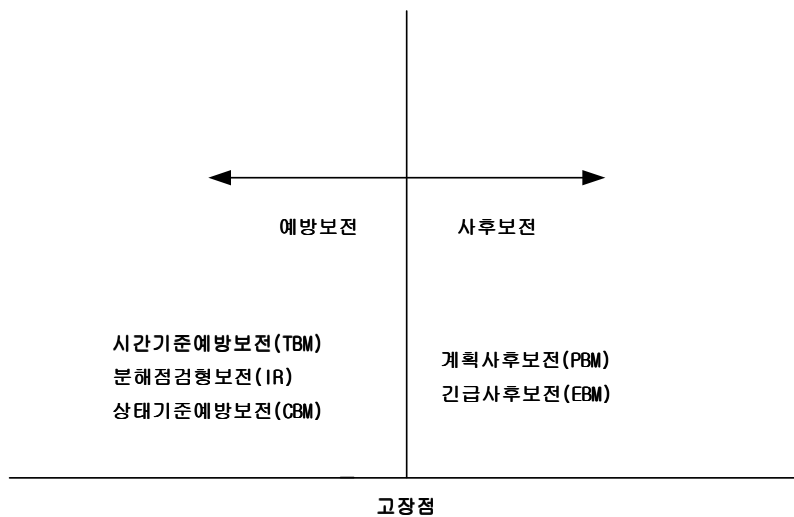 예방보전
사후보전
시간기준예방보전(TBM)
분해점검형보전(IR)
상태기준예방보전(CBM)
계획사후보전(PBM)
긴급사후보전(EBM)
고장점